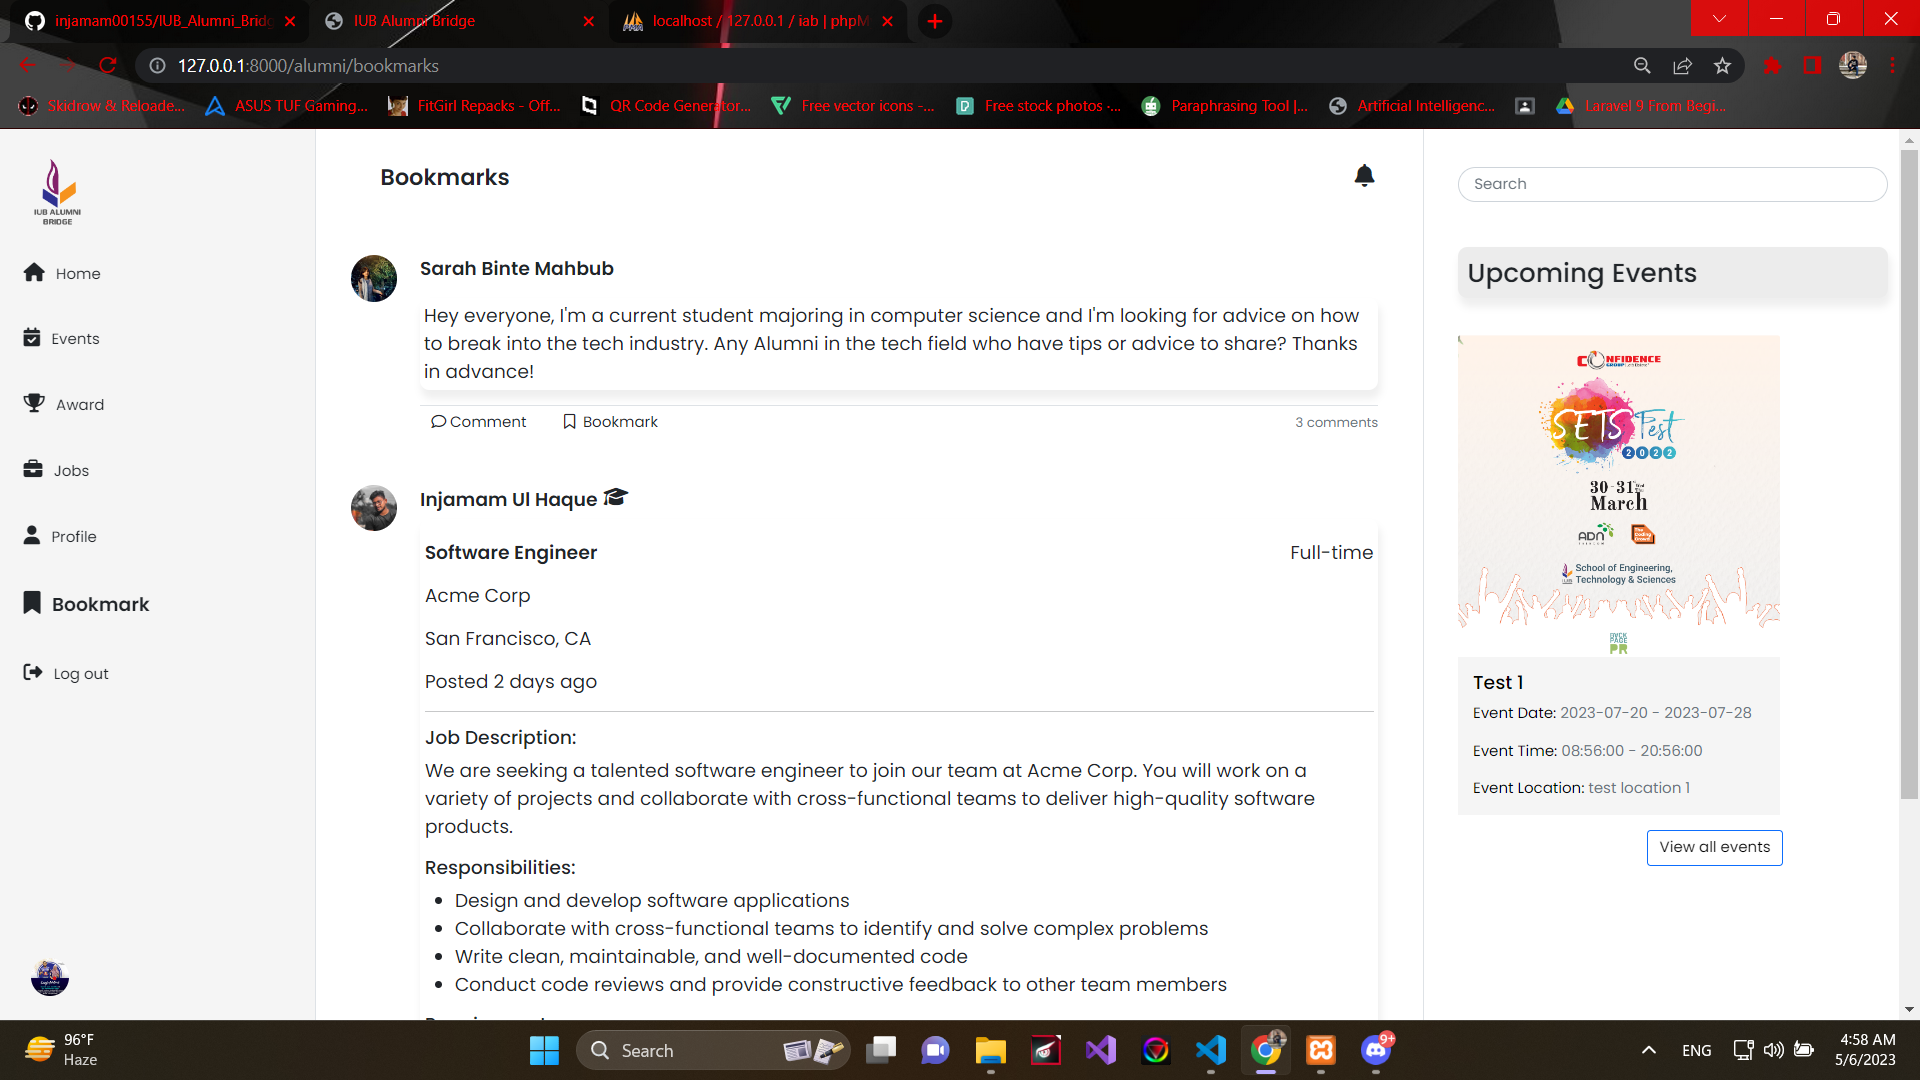 injamam00155/IUB_Alumni_Bridg
IUB Alumni Bridge
localhost / 127.0.0.1 / iab | phpM
127.0.0.1:8000/alumni/bookmarks
Skidrow & Reloade...
ASUS TUF Gaming...
FitGirl Repacks - Off...
QR Code Generator...
Free vector icons -...
Free stock photos -...
Paraphrasing Tool |...
Artificial Intelligenc...
Laravel 9 From Begi...
IUB ALUMNI
BRIDGE
Home
Events
Award
Jobs
Profile
Bookmark
Log out
Bookmarks
Sarah Binte Mahbub
Hey everyone, I'm a current student majoring in computer science and I'm looking for advice on how
to break into the tech industry. Any Alumni in the tech field who have tips or advice to share? Thanks
in advance!
Comment
Bookmark
3 comments
Injamam Ul Haque
Software Engineer
Full-time
Acme Corp
San Francisco, CA
Posted 2 days ago
Job Description:
We are seeking a talented software engineer to join our team at Acme Corp. You will work on a
variety of projects and collaborate with cross-functional teams to deliver high-quality software
products.
Responsibilities:
Design and develop software applications
Collaborate with cross-functional teams to identify and solve complex problems
Write clean, maintainable, and well-documented code
Conduct code reviews and provide constructive feedback to other team members
Search
Upcoming Events
CONFIDENCE
GROUP
SETS Fest
2022
30-31
March
ADN
School of Engineering,
Technology & Sciences
PR
Test 1
Event Date: 2023-07-20 - 2023-07-28
Event Time: 08:56:00 - 20:56:00
Event Location: test location 1
View all events
96°F
Haze
Search
9+
ENG
4:58 AM
5/6/2023